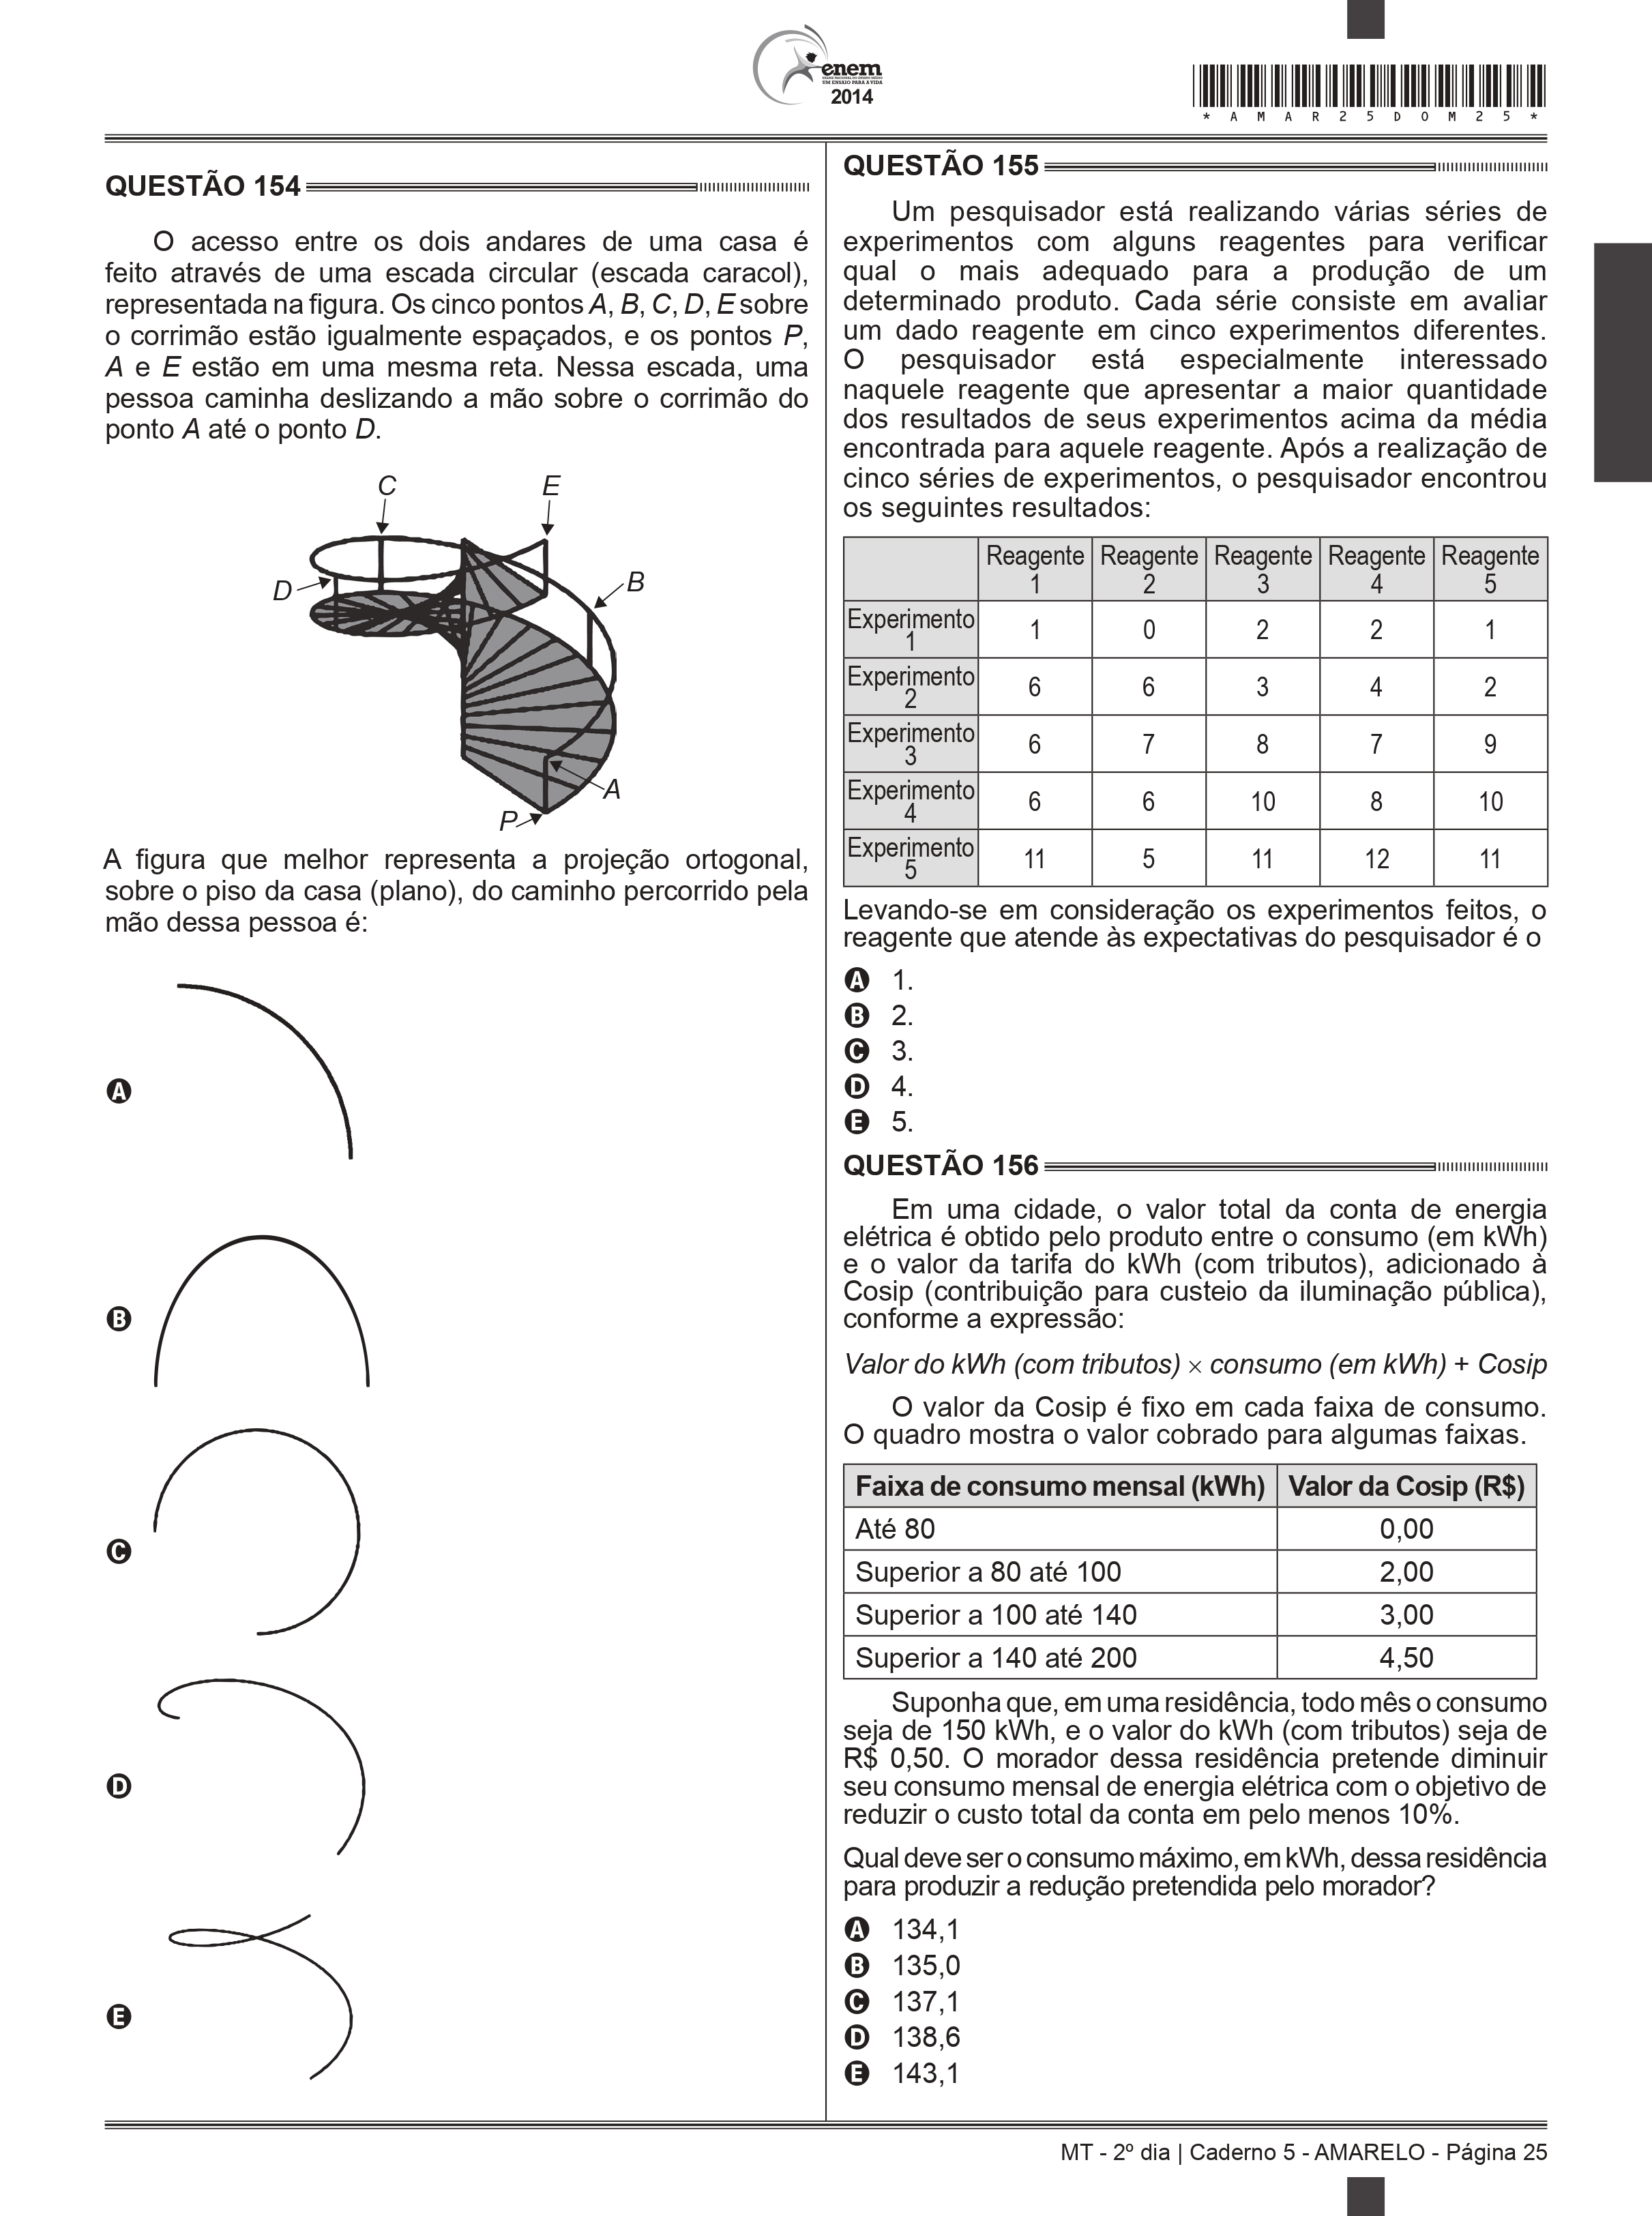 enem
EXAME NACIONAL DO ENSINO MÉDIO
UM ENSAIO PARA A VIDA
2014
*AMAR25DOM25*
QUESTÃO 154
O acesso entre os dois andares de uma casa é
feito através de uma escada circular (escada caracol),
representada na figura. Os cinco pontos A, B, C, D, E sobre
o corrimão estão igualmente espaçados, e os pontos P,
A e E estão em uma mesma reta. Nessa escada, uma
pessoa caminha deslizando a mão sobre o corrimão do
ponto A até o ponto D.
C
E
D
B
A
P
A figura que melhor representa a projeção ortogonal,
sobre o piso da casa (plano), do caminho percorrido pela
mão dessa pessoa é:
A
B
C
D
E
QUESTÃO 155
Um pesquisador está realizando várias séries de
experimentos com alguns reagentes para verificar
qual o mais adequado para a produção de um
determinado produto. Cada série consiste em avaliar
um dado reagente em cinco experimentos diferentes.
O pesquisador está especialmente interessado
naquele reagente que apresentar a maior quantidade
dos resultados de seus experimentos acima da média
encontrada para aquele reagente. Após a realização de
cinco séries de experimentos, o pesquisador encontrou
os seguintes resultados:
Reagente Reagente Reagente Reagente Reagente
1 2 3 4 5
Experimento
1
1 0 2 2 1
Experimento
2
6 6 3 4 2
Experimento
3
6 7 8 7 9
Experimento
4
6 6 10 8 10
Experimento
5
11 5 11 12 11
Levando-se em consideração os experimentos feitos, o
reagente que atende às expectativas do pesquisador é o
A 1.
B 2.
C 3.
D 4.
E 5.
QUESTÃO 156
Em uma cidade, o valor total da conta de energia
elétrica é obtido pelo produto entre o consumo (em kWh)
e o valor da tarifa do kWh (com tributos), adicionado à
Cosip (contribuição para custeio da iluminação pública),
conforme a expressão:
Valor do kWh (com tributos) × consumo (em kWh) + Cosip
O valor da Cosip é fixo em cada faixa de consumo.
O quadro mostra o valor cobrado para algumas faixas.
Faixa de consumo mensal (kWh) Valor da Cosip (R$)
Até 80 0,00
Superior a 80 até 100 2,00
Superior a 100 até 140 3,00
Superior a 140 até 200 4,50
Suponha que, em uma residência, todo mês o consumo
seja de 150 kWh, e o valor do kWh (com tributos) seja de
R$ 0,50. O morador dessa residência pretende diminuir
seu consumo mensal de energia elétrica com o objetivo de
reduzir o custo total da conta em pelo menos 10%.
Qual deve ser o consumo máximo, em kWh, dessa residência
para produzir a redução pretendida pelo morador?
A 134,1
B 135,0
C 137,1
D 138,6
E 143,1
MT - 2º dia | Caderno 5 - AMARELO - Página 25